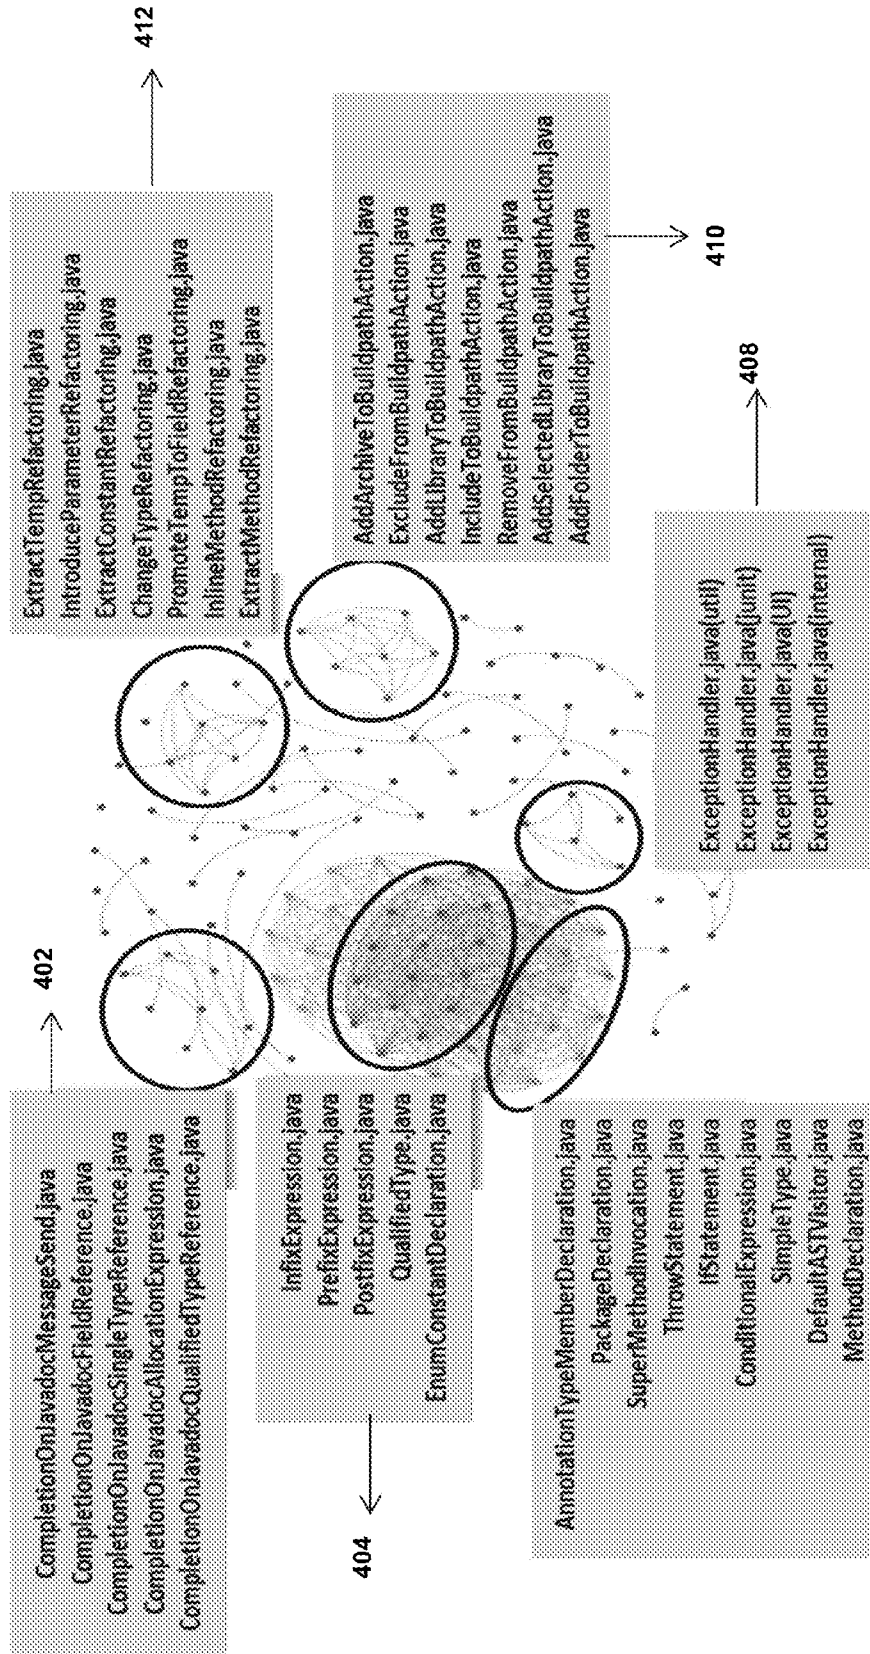 CompletionOnJavadocMessageSend.java
CompletionOnJavadocFieldReference.java
CompletionOnJavadocSingleTypeReference.java
CompletionOnJavadocAllocationExpression.java
CompletionOnJavadocQualifiedTypeReference.java
402
ExtractTempRefactoring.java
IntroduceParameterRefactoring.java
ExtractConstantRefactoring.java
ChangeTypeRefactoring.java
PromoteTempToFieldRefactoring.java
InlineMethodRefactoring.java
ExtractMethodRefactoring.java
412
InfixExpression.java
PrefixExpression.java
PostfixExpression.java
QualifiedType.java
EnumConstantDeclaration.java
404
AddArchiveToBuildpathAction.java
ExcludeFromBuildpathAction.java
AddLibraryToBuildpathAction.java
IncludeToBuildpathAction.java
RemoveFromBuildpathAction.java
AddSelectedLibraryToBuildpathAction.java
AddFolderToBuildpathAction.java
410
AnnotationTypeMemberDeclaration.java
PackageDeclaration.java
SuperMethodInvocation.java
ThrowStatement.java
IfStatement.java
ConditionalExpression.java
SimpleType.java
DefaultASTVisitor.java
MethodDeclaration.java
ExceptionHandler.java(util)
ExceptionHandler.java(junit)
ExceptionHandler.java(UI)
ExceptionHandler.java(internal)
408